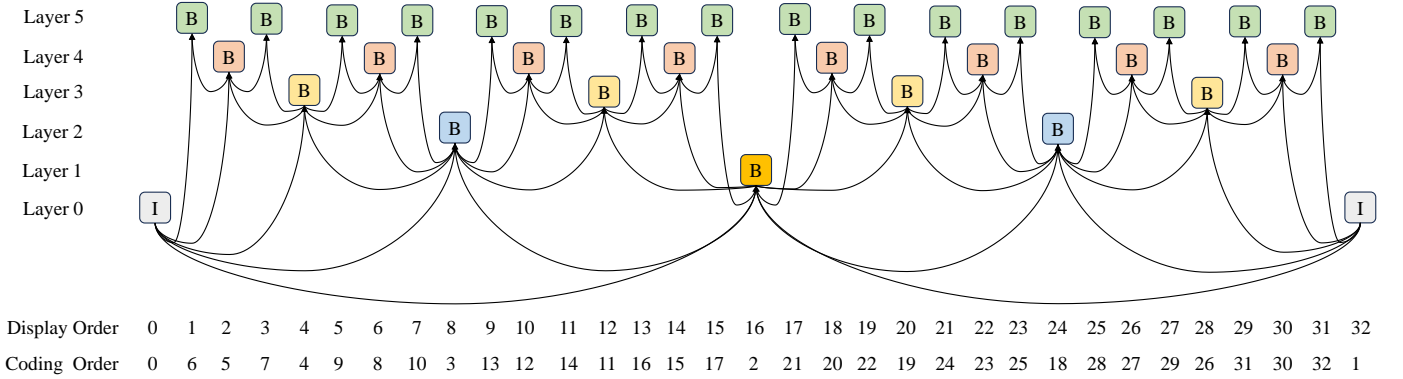 Layer 5 B B B B B B B B B B B B B B B B
Layer 4 B B B B B B B B
Layer 3 B B B B
Layer 2 B B
Layer 1 B
Layer 0 I I
Display Order 0 1 2 3 4 5 6 7 8 9 10 11 12 13 14 15 16 17 18 19 20 21 22 23 24 25 26 27 28 29 30 31 32
Coding Order 0 6 5 7 4 9 8 10 3 13 12 14 11 16 15 17 2 21 20 22 19 24 23 25 18 28 27 29 26 31 30 32 1